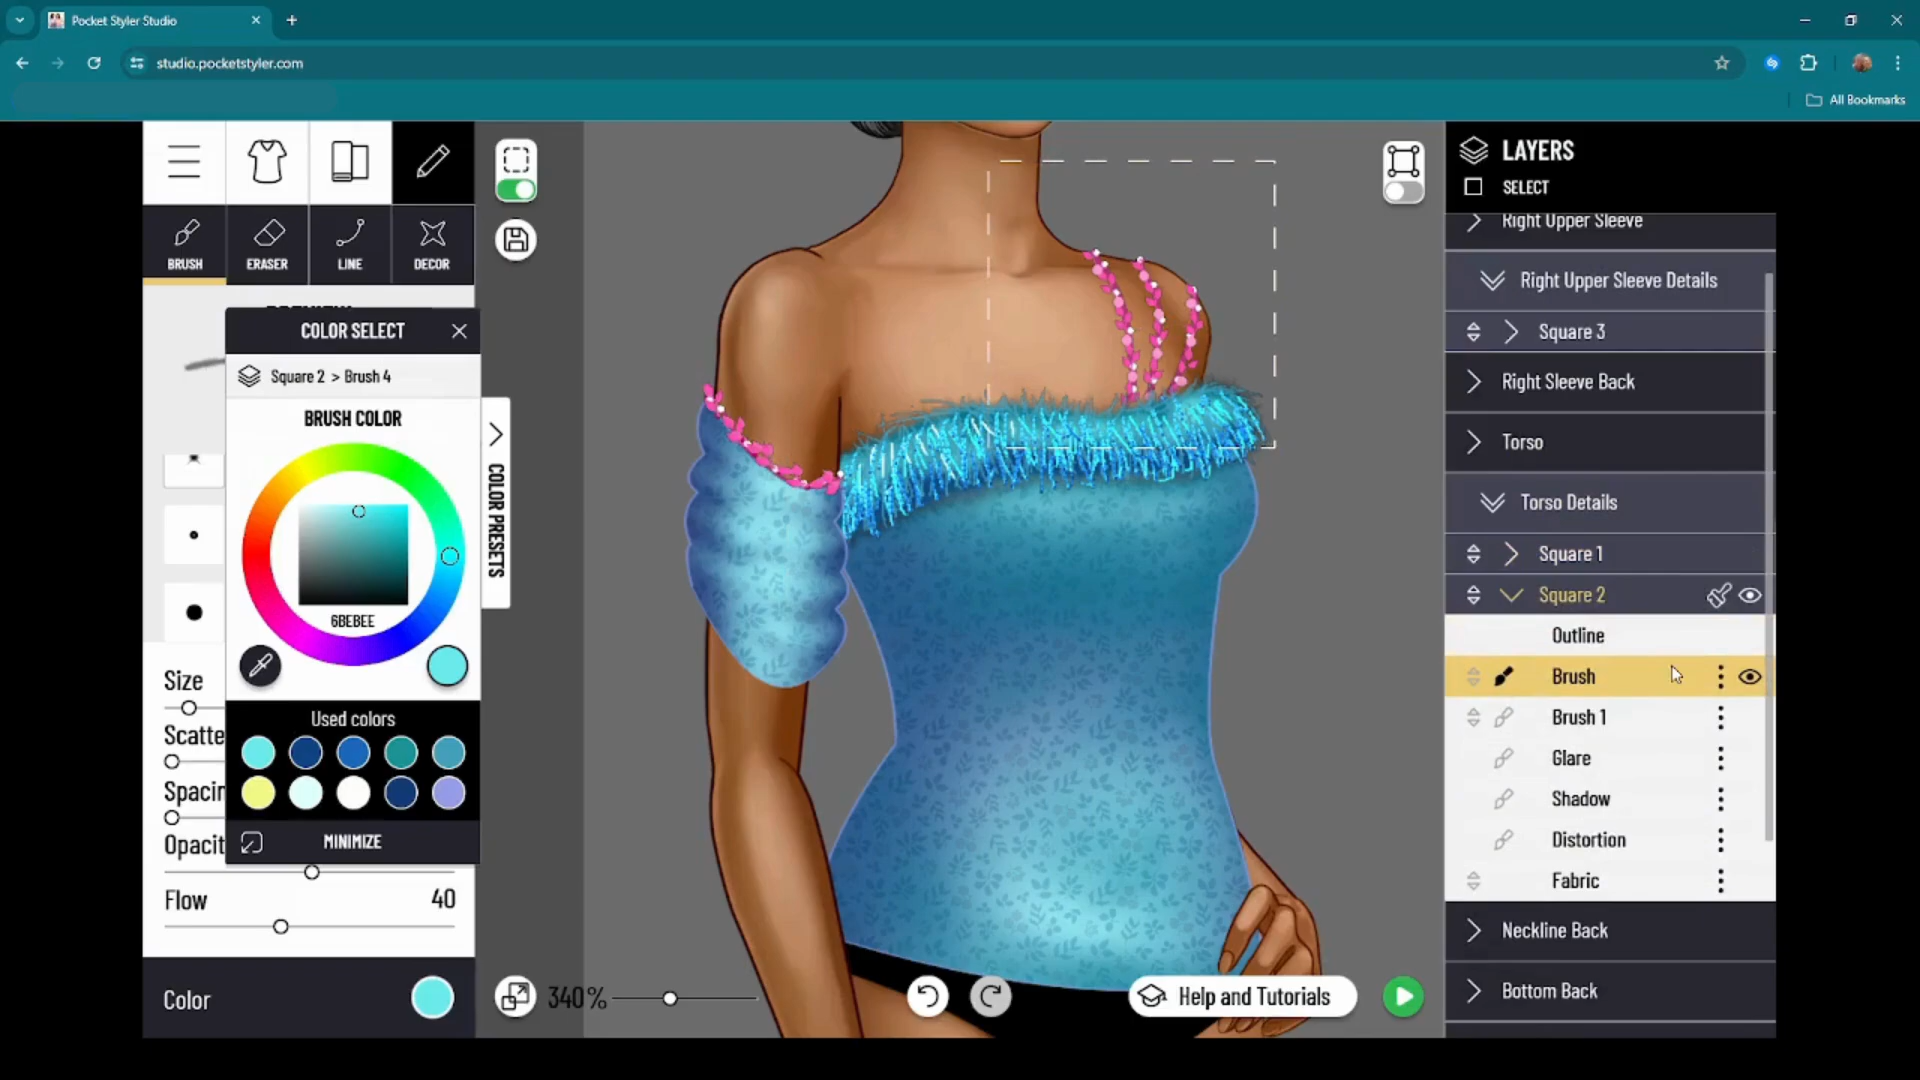 Pocket Styler Studio
studio.pocketstyler.com
All Bookmarks
BRUSH
ERASER
LINE
DECOR
COLOR SELECT
Square 2 > Brush 4
BRUSH COLOR
6BEBEE
COLOR PRESETS
Used colors
MINIMIZE
Size
Scatte
Spacin
Opacit
Flow
40
Color
340%
Help and Tutorials
LAYERS
SELECT
Right Upper Sleeve
Right Upper Sleeve Details
Square 3
Right Sleeve Back
Torso
Torso Details
Square 1
Square 2
Outline
Brush
Brush 1
Glare
Shadow
Distortion
Fabric
Neckline Back
Bottom Back